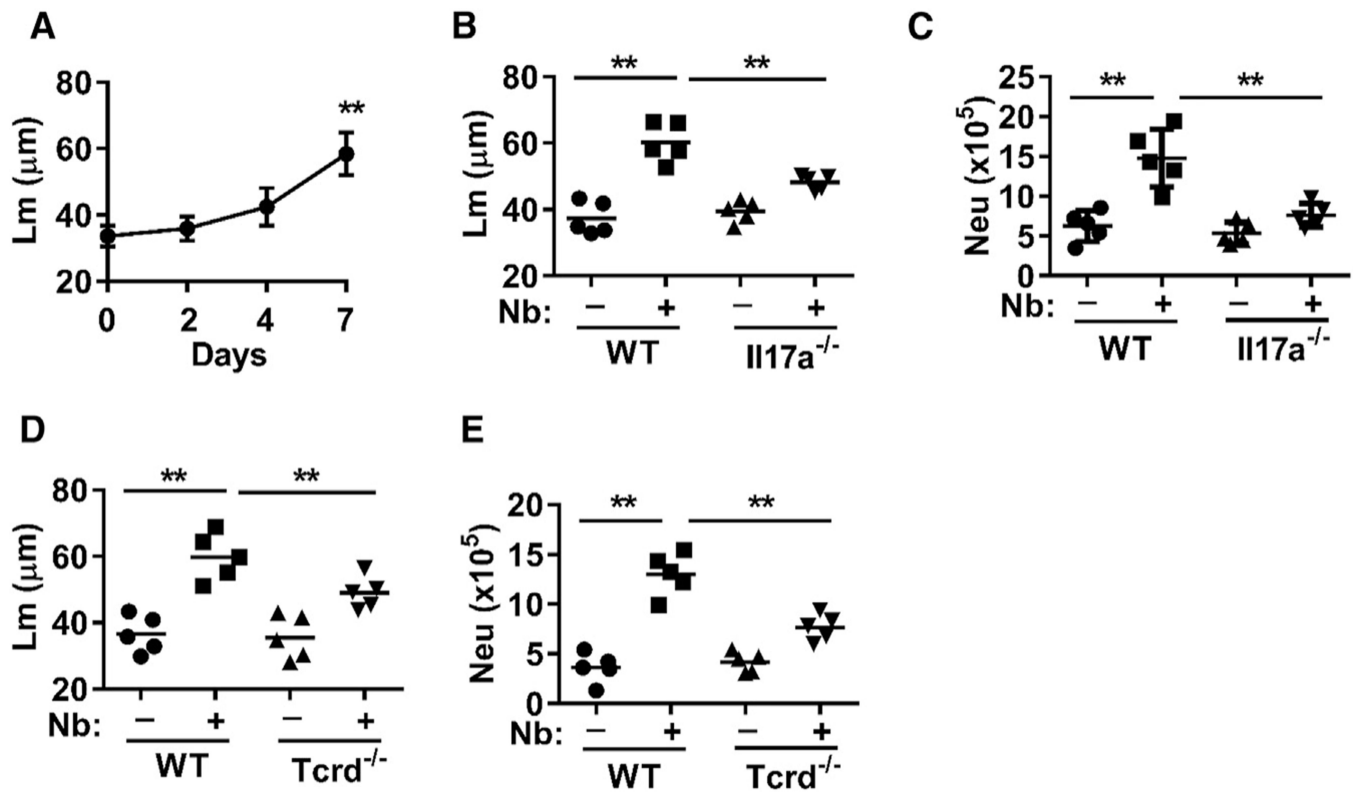 A
Lm (μm)
80
60
40
20
**
0 2 4 7
Days
B
Lm (μm)
80
60
40
20
** **
Nb: – + – +
WT Il17a-/-
C
Neu (x10⁵)
25
20
15
10
5
0
** **
Nb: – + – +
WT Il17a-/-
D
Lm (μm)
80
60
40
20
** **
Nb: – + – +
WT Tcrd-/-
E
Neu (x10⁵)
20
15
10
5
0
** **
Nb: – + – +
WT Tcrd-/-